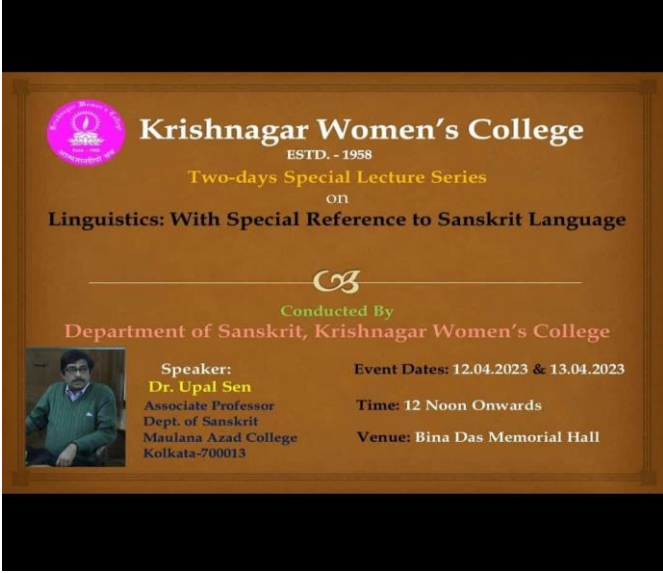 Krishnagar Women's College
Krishnagar Women's College
ESTD. - 1958
Two-days Special Lecture Series
on
Linguistics: With Special Reference to Sanskrit Language
Conducted By
Department of Sanskrit, Krishnagar Women's College
Speaker:
Dr. Upal Sen
Associate Professor
Dept. of Sanskrit
Maulana Azad College
Kolkata-700013
Event Dates: 12.04.2023 & 13.04.2023
Time: 12 Noon Onwards
Venue: Bina Das Memorial Hall